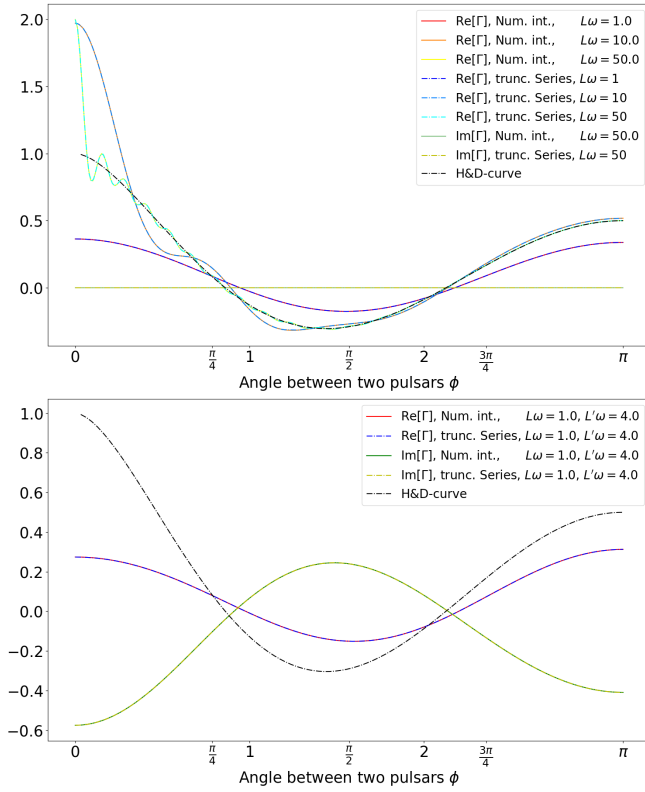 2.0
1.5
1.0
0.5
0.0
Re[Γ], Num. int., Lω = 1.0
Re[Γ], Num. int., Lω = 10.0
Re[Γ], Num. int., Lω = 50.0
Re[Γ], trunc. Series, Lω = 1
Re[Γ], trunc. Series, Lω = 10
Re[Γ], trunc. Series, Lω = 50
Im[Γ], Num. int., Lω = 50.0
Im[Γ], trunc. Series, Lω = 50
H&D-curve
0 π/4 1 π/2 2 3π/4 π
Angle between two pulsars ϕ
1.0
0.8
0.6
0.4
0.2
0.0
−0.2
−0.4
−0.6
Re[Γ], Num. int., Lω = 1.0, L′ω = 4.0
Re[Γ], trunc. Series, Lω = 1.0, L′ω = 4.0
Im[Γ], Num. int., Lω = 1.0, L′ω = 4.0
Im[Γ], trunc. Series, Lω = 1.0, L′ω = 4.0
H&D-curve
0 π/4 1 π/2 2 3π/4 π
Angle between two pulsars ϕ